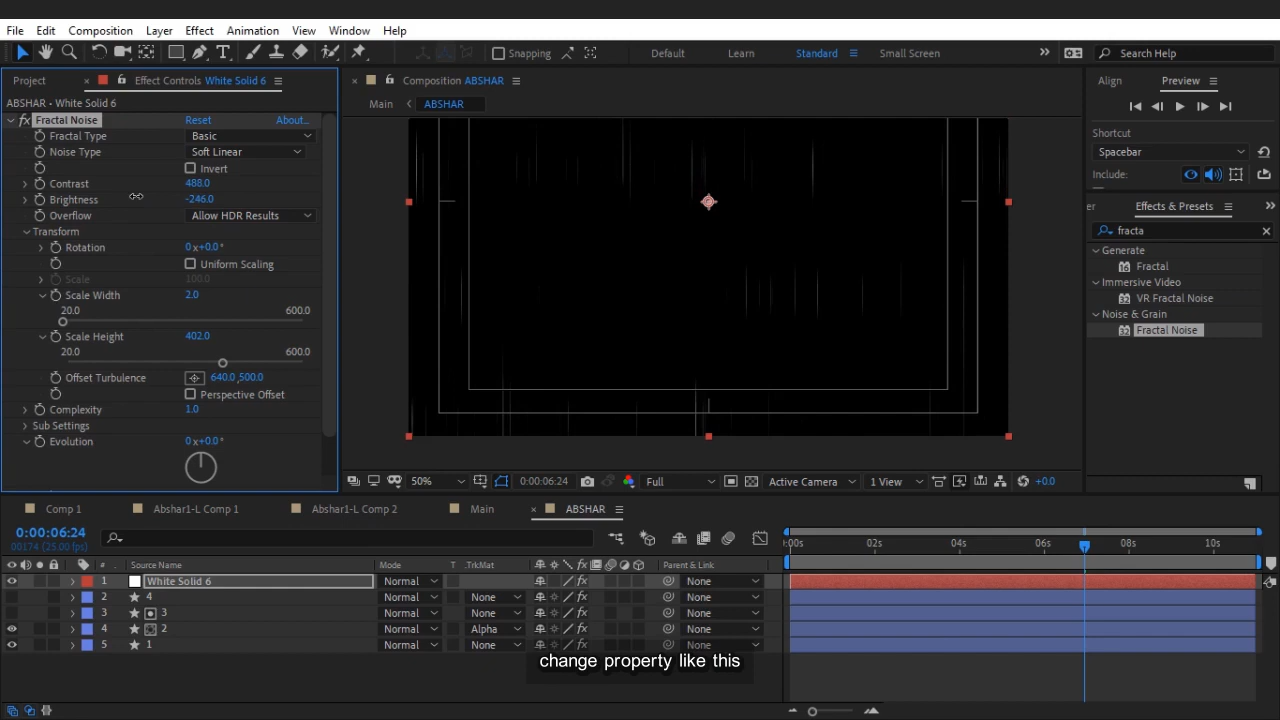 File Edit Composition Layer Effect Animation View Window Help
Snapping Default Learn Standard Small Screen Search Help
Project Effect Controls White Solid 6 Composition ABSHAR Align Preview
ABSHAR • White Solid 6 Main ABSHAR
Fractal Noise Reset About...
Fractal Type Basic
Noise Type Soft Linear
Invert
Contrast 488.0
Brightness -246.0
Overflow Allow HDR Results
Transform
Rotation 0x+0.0°
Uniform Scaling
Scale 100.0
Scale Width 2.0
20.0 600.0
Scale Height 402.0
20.0 600.0
Offset Turbulence 640.0,500.0
Perspective Offset
Complexity 1.0
Sub Settings
Evolution 0x+0.0°
Shortcut
Spacebar
Include:
Effects & Presets
fracta
Generate
Fractal
Immersive Video
VR Fractal Noise
Noise & Grain
Fractal Noise
50% 0:00:06:24 Full Active Camera 1 View +0.0
Comp 1 Abshar1-L Comp 1 Abshar1-L Comp 2 Main ABSHAR
0:00:06:24
00174 (25.00 fps)
:00s 02s 04s 06s 08s 10s
# Source Name Mode T .TrkMat Parent & Link
1 White Solid 6 Normal None
2 4 Normal None None
3 3 Normal None None
4 2 Normal Alpha None
5 1 Normal None None
change property like this